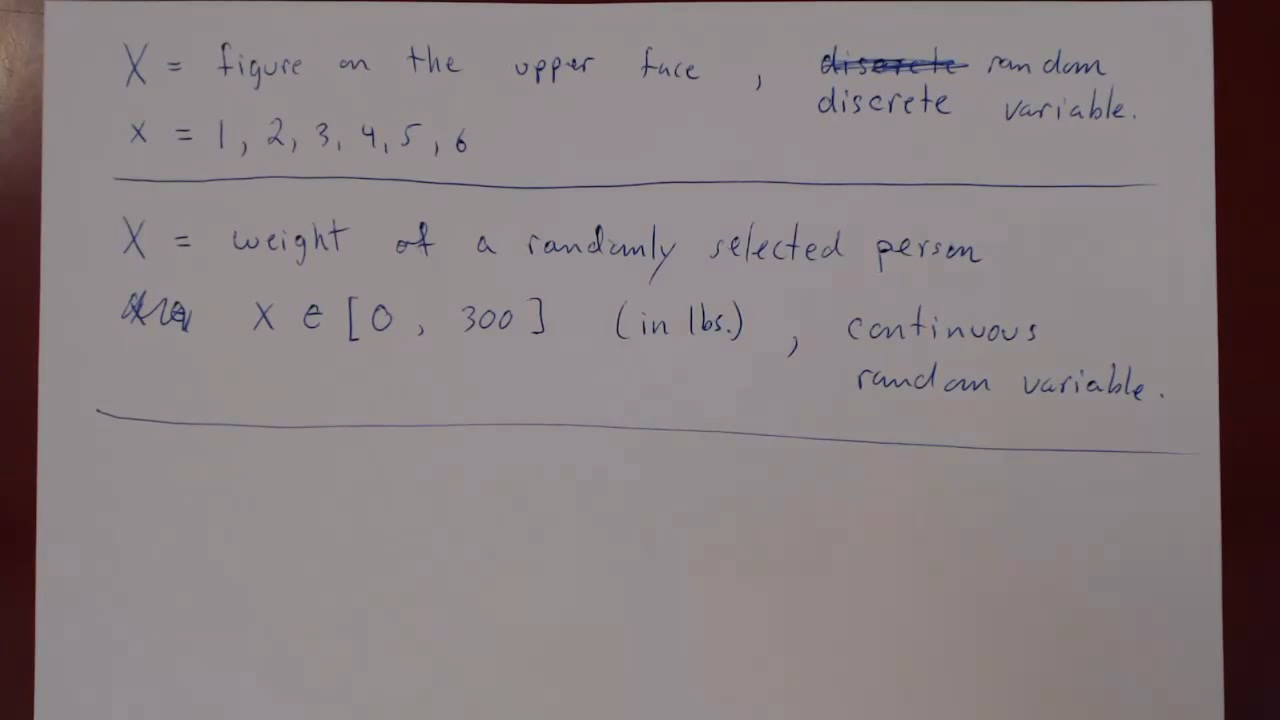 X = figure on the upper face , discrete random
discrete variable.
x = 1, 2, 3, 4, 5, 6
X = weight of a randomly selected person
x ∈ [0, 300] (in lbs.) , continuous
random variable.